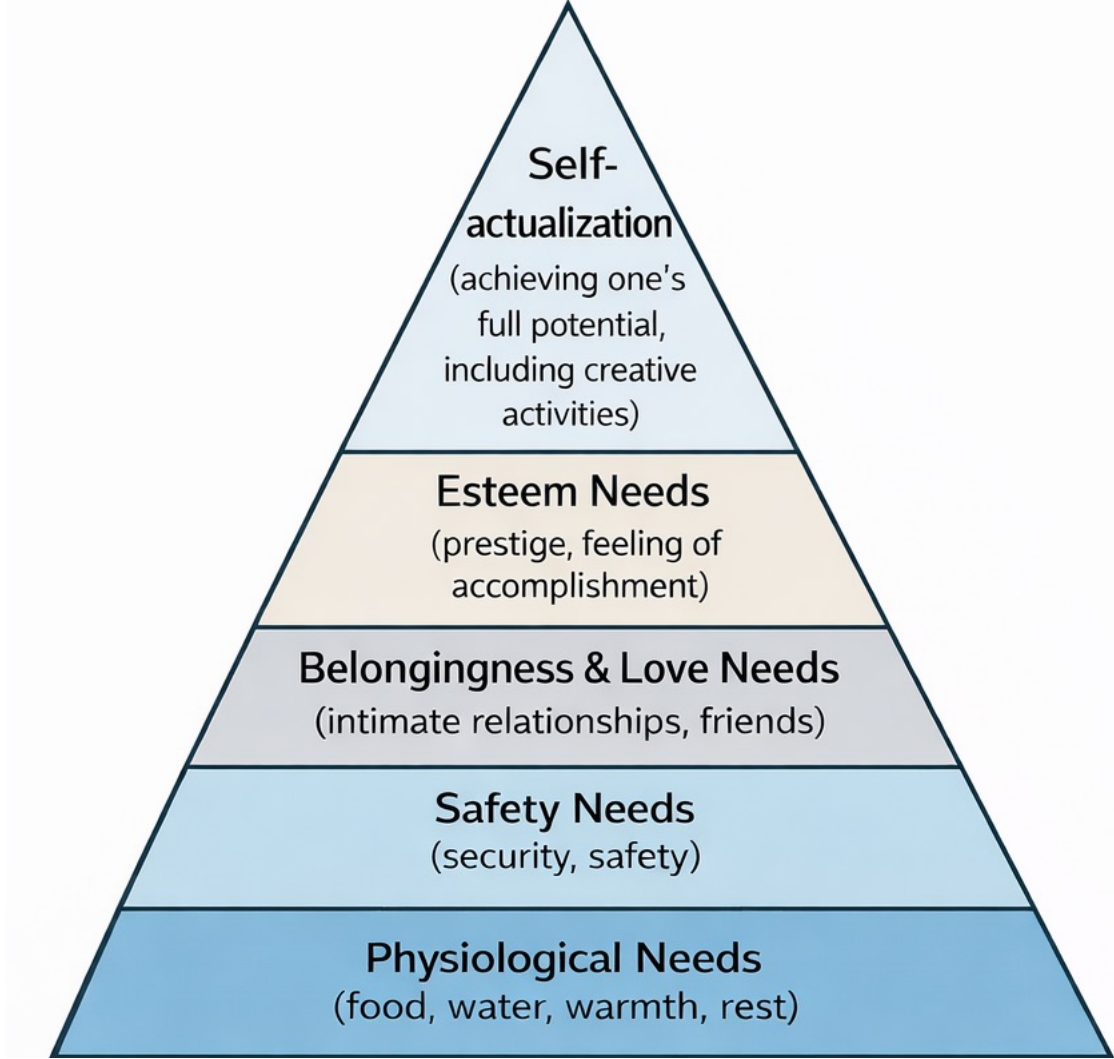 Self-
actualization
(achieving one's
full potential,
including creative
activities)
Esteem Needs
(prestige, feeling of
accomplishment)
Belongingness & Love Needs
(intimate relationships, friends)
Safety Needs
(security, safety)
Physiological Needs
(food, water, warmth, rest)